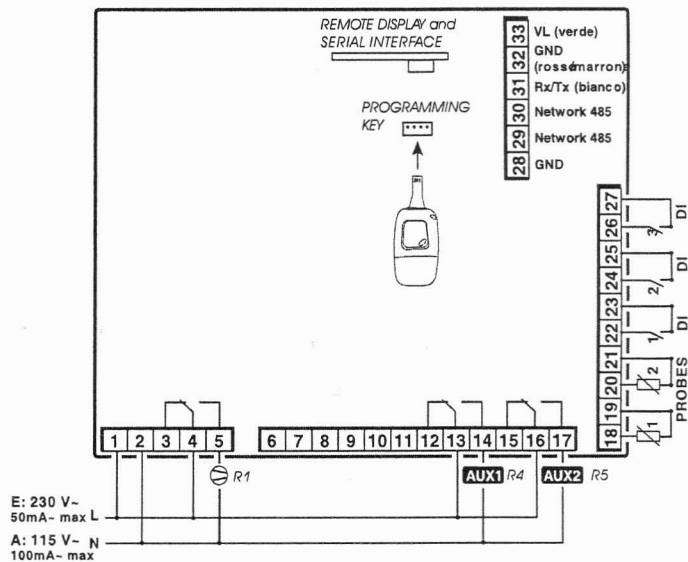 REMOTE DISPLAY and
SERIAL INTERFACE
PROGRAMMING
KEY
33 VL (verde)
32 GND
(rosso/marrone)
31 Rx/Tx (bianco)
30 Network 485
29 Network 485
28 GND
27
26
25
24
23
22
21
20
19
18
3 DI
2 DI
1 DI
2
1
PROBES
1 2 3 4 5
6 7 8 9 10 11 12 13 14 15 16 17
R1
AUX1 R4
AUX2 R5
E: 230 V~
50mA~ max L
A: 115 V~ N
100mA~ max